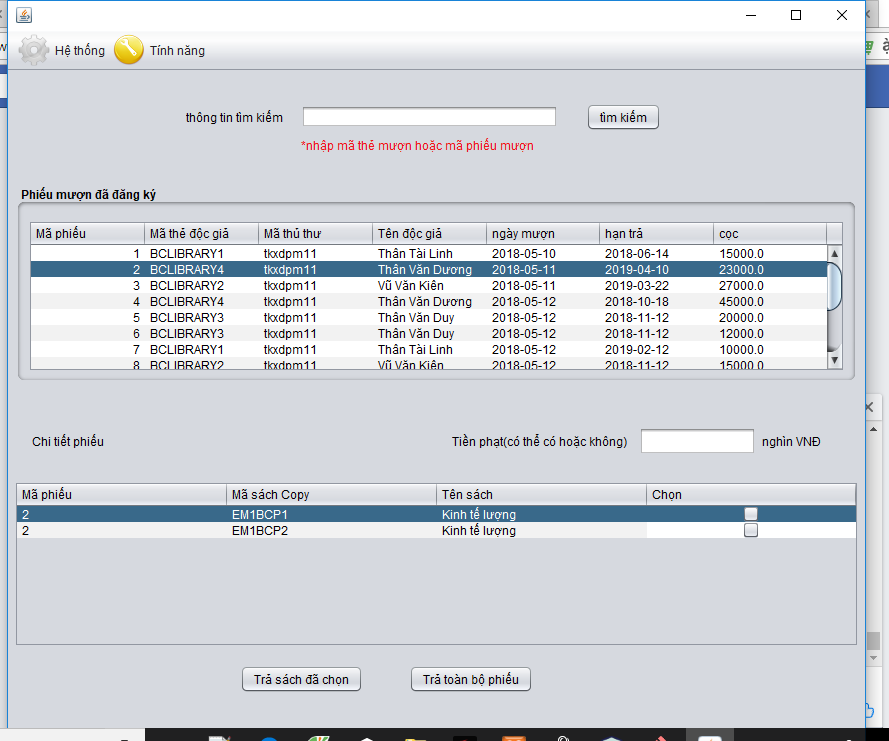 Hệ thống Tính năng
thông tin tìm kiếm tìm kiếm
*nhập mã thẻ mượn hoặc mã phiếu mượn
Phiếu mượn đã đăng ký
Mã phiếu Mã thẻ độc giả Mã thủ thư Tên độc giả ngày mượn hạn trả cọc
1 BCLIBRARY1 tkxdpm11 Thân Tài Linh 2018-05-10 2018-06-14 15000.0
2 BCLIBRARY4 tkxdpm11 Thân Văn Dương 2018-05-11 2019-04-10 23000.0
3 BCLIBRARY2 tkxdpm11 Vũ Văn Kiên 2018-05-11 2019-03-22 27000.0
4 BCLIBRARY4 tkxdpm11 Thân Văn Dương 2018-05-12 2018-10-18 45000.0
5 BCLIBRARY3 tkxdpm11 Thân Văn Duy 2018-05-12 2018-11-12 20000.0
6 BCLIBRARY3 tkxdpm11 Thân Văn Duy 2018-05-12 2018-11-12 12000.0
7 BCLIBRARY1 tkxdpm11 Thân Tài Linh 2018-05-12 2019-02-12 10000.0
8 BCLIBRARY2 tkxdpm11 Vũ Văn Kiên 2018-05-12 2018-11-12 15000.0
Chi tiết phiếu Tiền phạt(có thể có hoặc không) nghìn VNĐ
Mã phiếu Mã sách Copy Tên sách Chọn
2 EM1BCP1 Kinh tế lượng
2 EM1BCP2 Kinh tế lượng
Trả sách đã chọn Trả toàn bộ phiếu